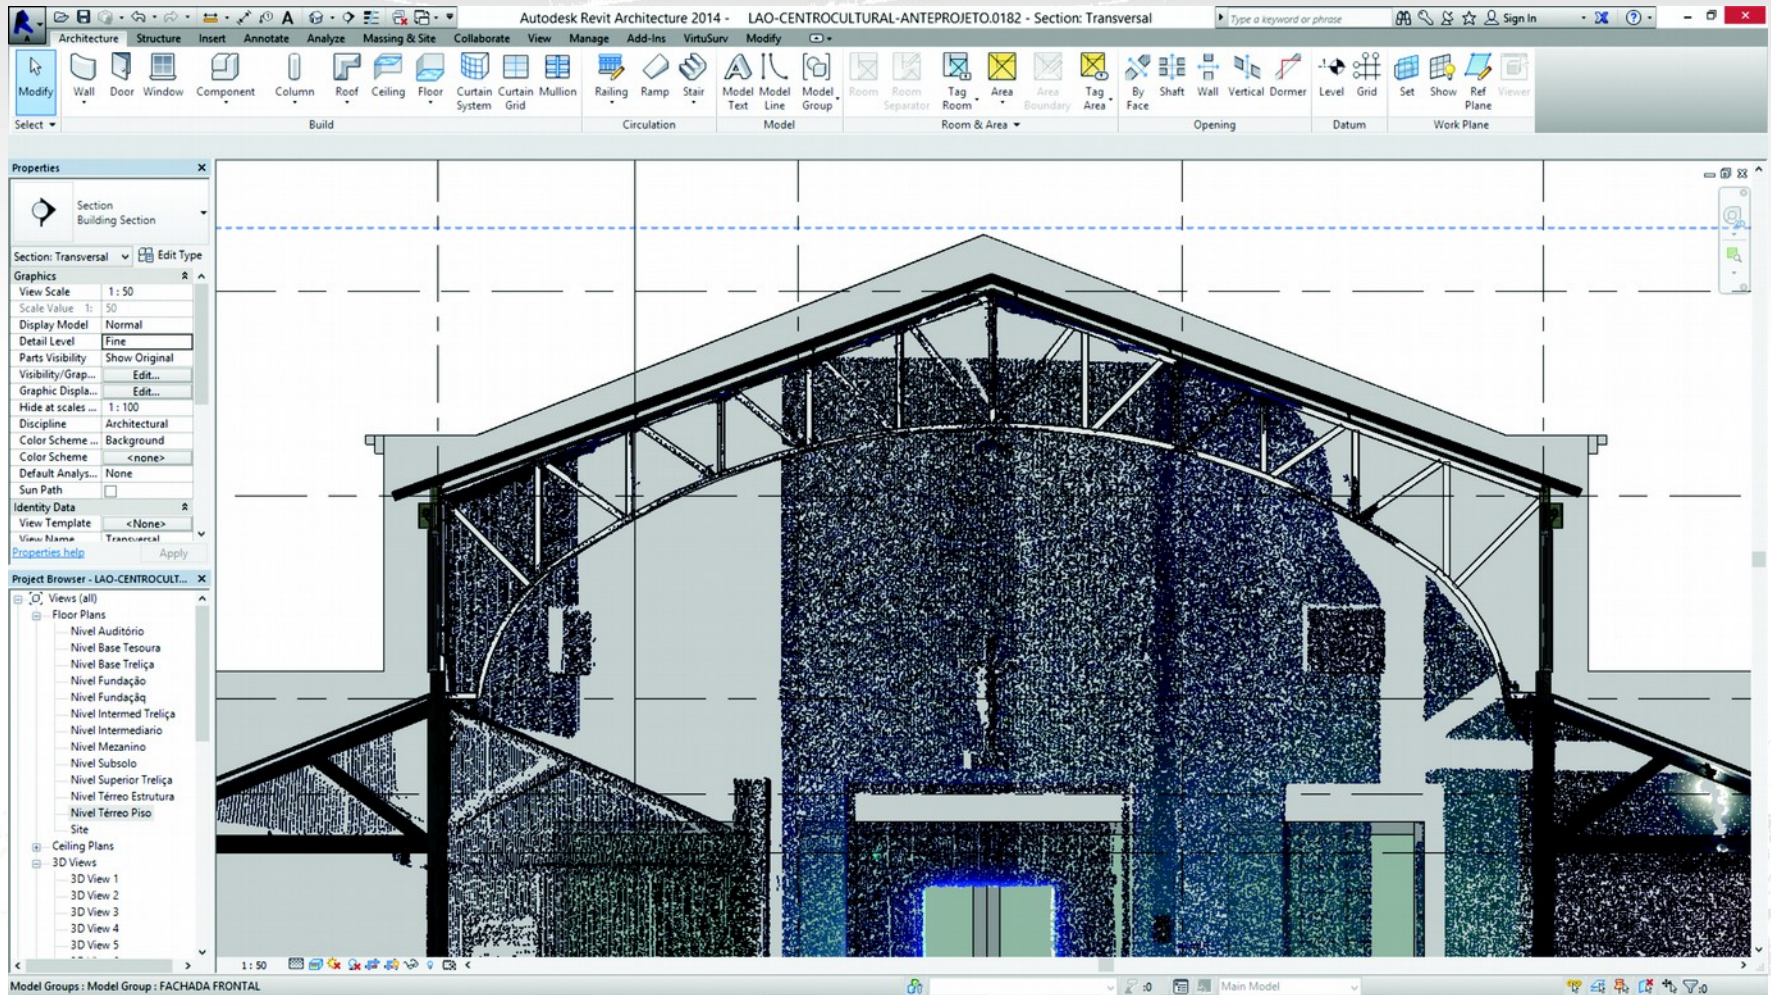 Autodesk Revit Architecture 2014 - LAO-CENTROCULTURAL-ANTEPROJETO.0182 - Section: Transversal
Type a keyword or phrase
Sign In
Architecture Structure Insert Annotate Analyze Massing & Site Collaborate View Manage Add-Ins VirtuSurv Modify
Modify Wall Door Window Component Column Roof Ceiling Floor Curtain System Curtain Grid Mullion Railing Ramp Stair Model Text Model Line Model Group Room Room Separator Tag Room Area Area Boundary Tag Area By Face Shaft Wall Vertical Dormer Level Grid Set Show Ref Plane Viewer
Select Build Circulation Model Room & Area Opening Datum Work Plane
Properties
Section
Building Section
Section: Transversal Edit Type
Graphics
View Scale 1 : 50
Scale Value 1: 50
Display Model Normal
Detail Level Fine
Parts Visibility Show Original
Visibility/Grap... Edit...
Graphic Displa... Edit...
Hide at scales ... 1 : 100
Discipline Architectural
Color Scheme ... Background
Color Scheme <none>
Default Analys... None
Sun Path
Identity Data
View Template <None>
View Name Transversal
Properties help Apply
Project Browser - LAO-CENTROCULT...
Views (all)
Floor Plans
Nivel Auditório
Nivel Base Tesoura
Nivel Base Treliça
Nivel Fundação
Nivel Fundaçãq
Nivel Intermed Treliça
Nivel Intermediario
Nivel Mezanino
Nivel Subsolo
Nivel Superior Treliça
Nivel Térreo Estrutura
Nivel Térreo Piso
Site
Ceiling Plans
3D Views
3D View 1
3D View 2
3D View 3
3D View 4
3D View 5
1 : 50
Model Groups : Model Group : FACHADA FRONTAL
:0
Main Model
:0